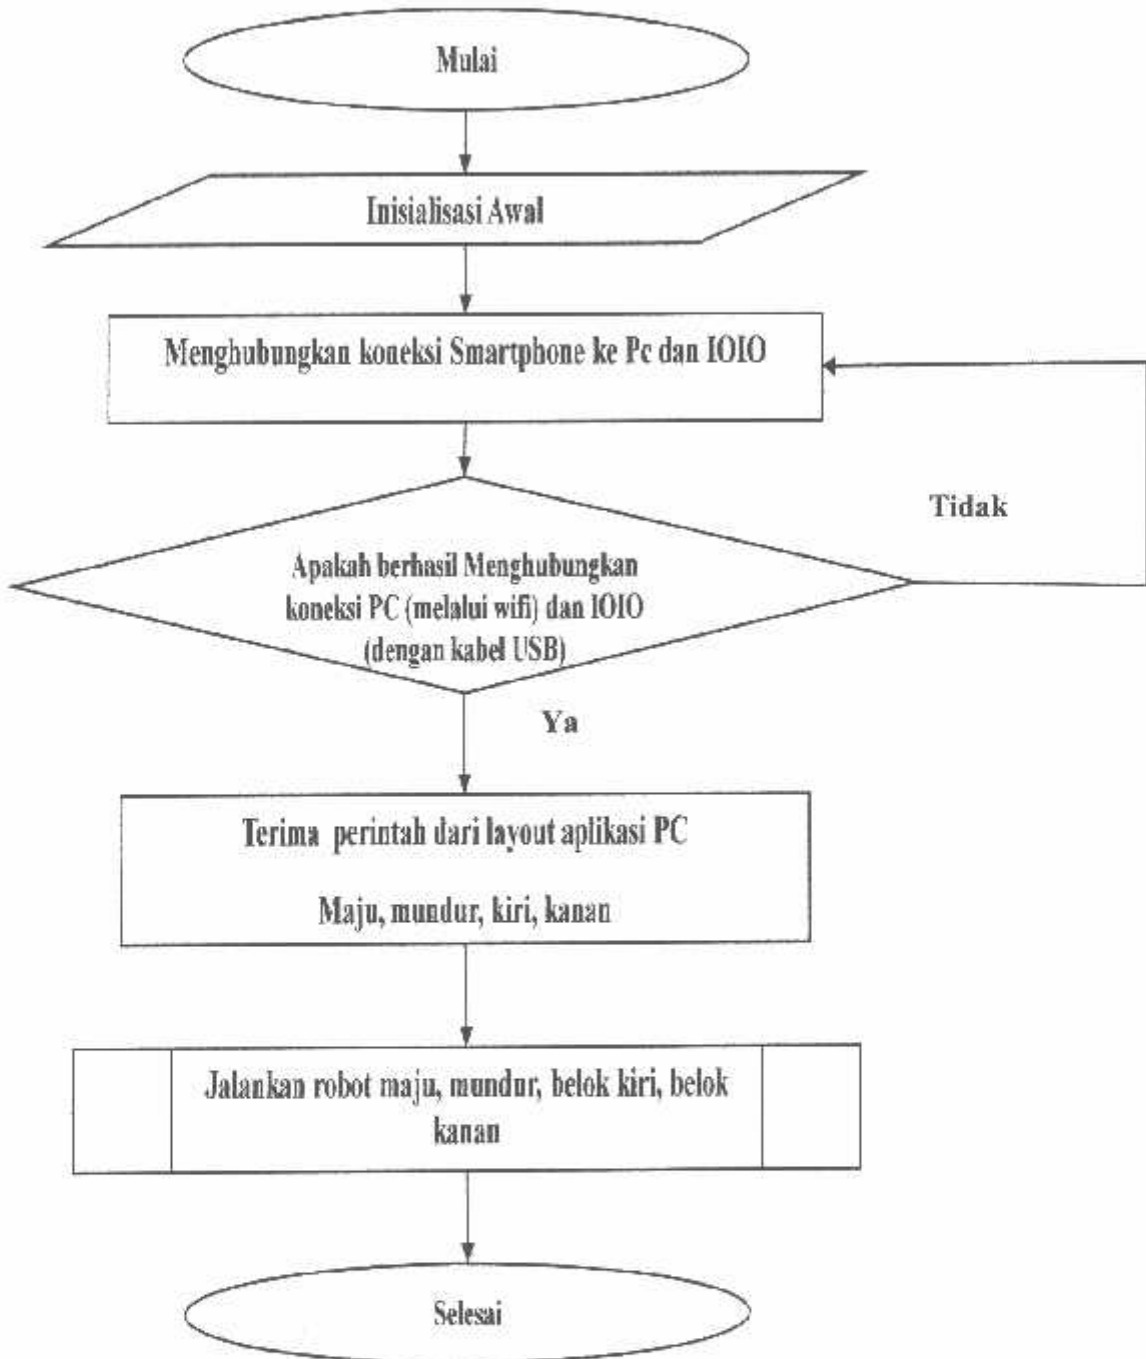 Mulai
Inisialisasi Awal
Menghubungkan koneksi Smartphone ke Pc dan IOIO
Tidak
Apakah berhasil Menghubungkan
koneksi PC (melalui wifi) dan IOIO
(dengan kabel USB)
Ya
Terima perintah dari layout aplikasi PC
Maju, mundur, kiri, kanan
Jalankan robot maju, mundur, belok kiri, belok
kanan
Selesai